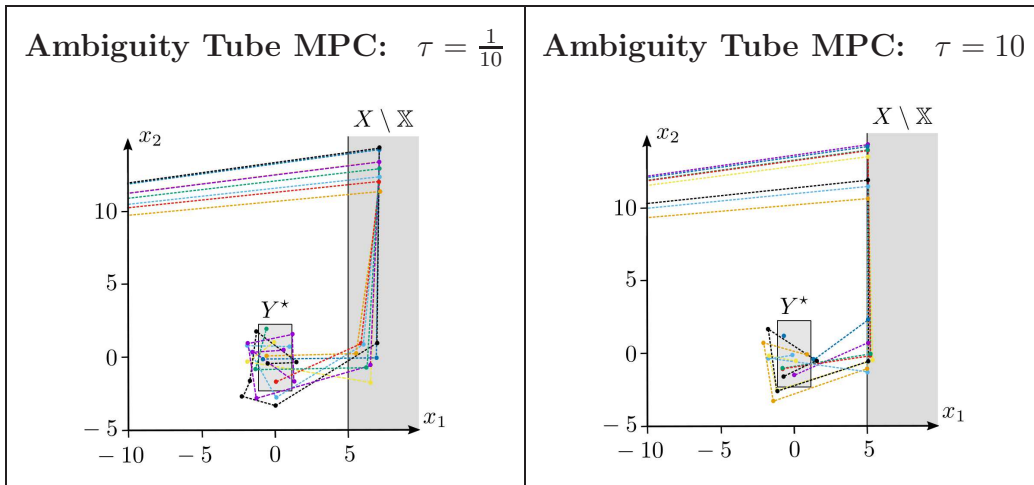 Ambiguity Tube MPC: τ = 1/10
X \ 𝕏
x₂
10
5
Y⋆
0
x₁
− 5
− 10
− 5
0
5
Ambiguity Tube MPC: τ = 10
X \ 𝕏
x₂
10
5
Y⋆
0
x₁
− 5
− 10
− 5
0
5